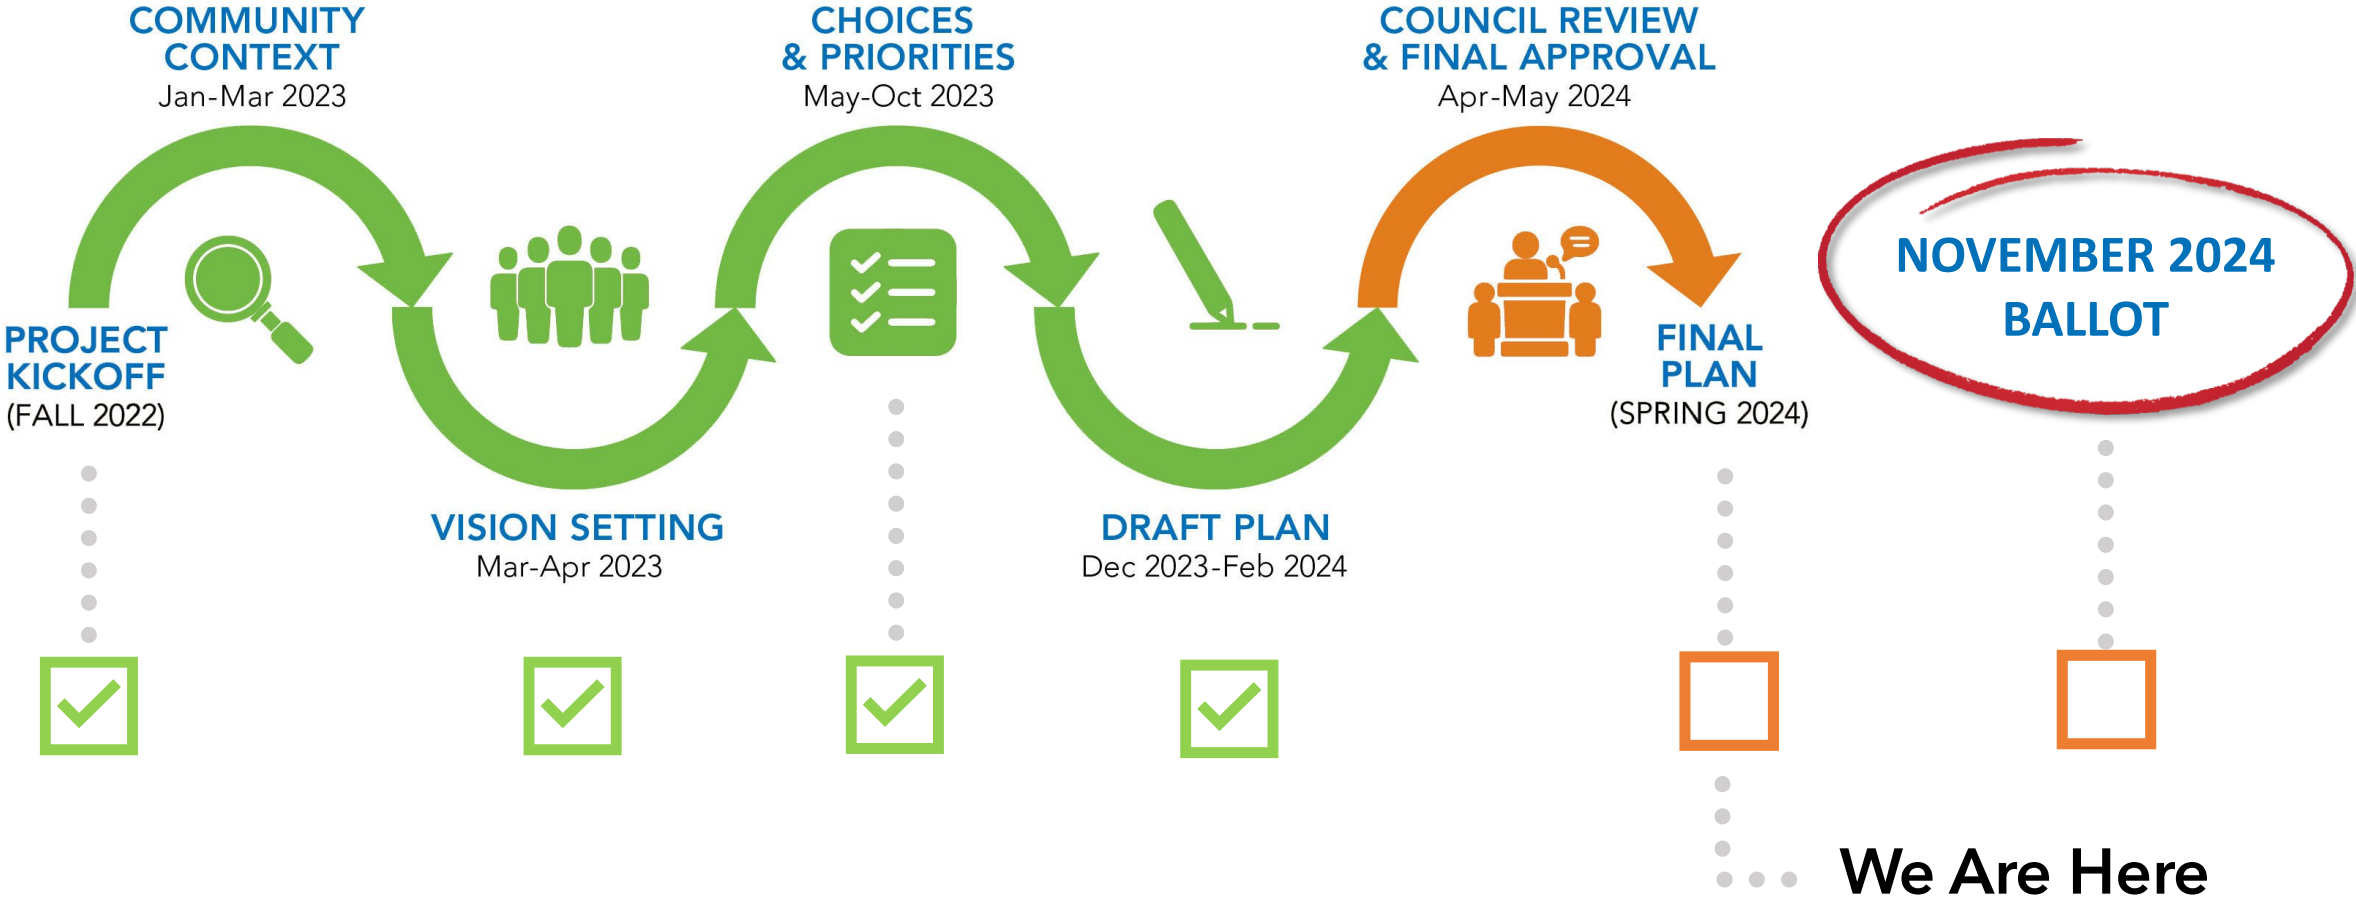 COMMUNITY
CONTEXT
Jan-Mar 2023
CHOICES
& PRIORITIES
May-Oct 2023
COUNCIL REVIEW
& FINAL APPROVAL
Apr-May 2024
NOVEMBER 2024
BALLOT
PROJECT
KICKOFF
(FALL 2022)
FINAL
PLAN
(SPRING 2024)
VISION SETTING
Mar-Apr 2023
DRAFT PLAN
Dec 2023-Feb 2024
We Are Here